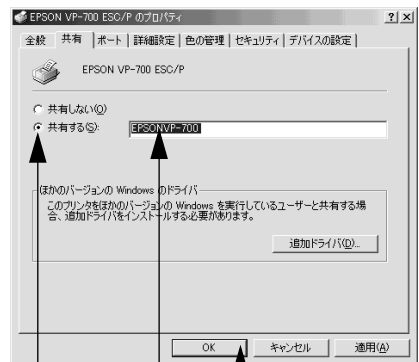 EPSON VP-700 ESC/P のプロパティ
全般 共有 ポート 詳細設定 色の管理 セキュリティ デバイスの設定
EPSON VP-700 ESC/P
共有しない(O)
共有する(S): EPSONVP-700
ほかのバージョンの Windows のドライバ
このプリンタをほかのバージョンの Windows を実行しているユーザーと共有する場
合、追加ドライバをインストールする必要があります。
追加ドライバ(D)...
OK キャンセル 適用(A)